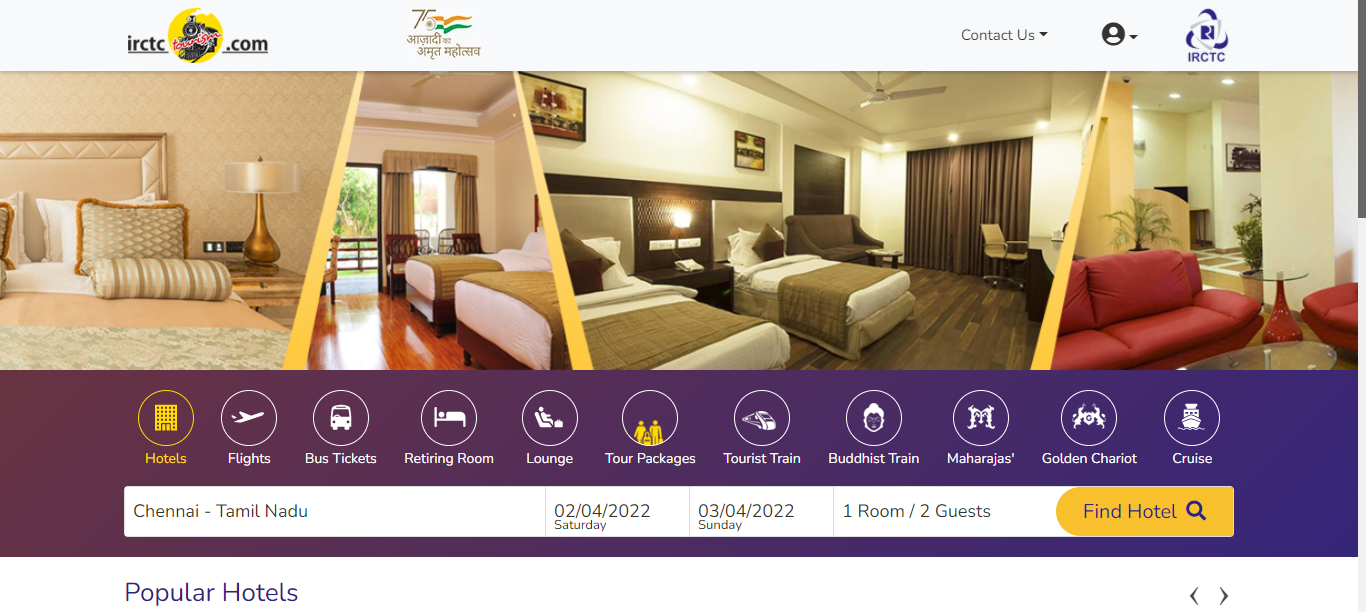 irctc tourism .com
75
आज़ादी का
अमृत महोत्सव
Contact Us
IRCTC
Hotels
Flights
Bus Tickets
Retiring Room
Lounge
Tour Packages
Tourist Train
Buddhist Train
Maharajas'
Golden Chariot
Cruise
Chennai - Tamil Nadu
02/04/2022
Saturday
03/04/2022
Sunday
1 Room / 2 Guests
Find Hotel
Popular Hotels